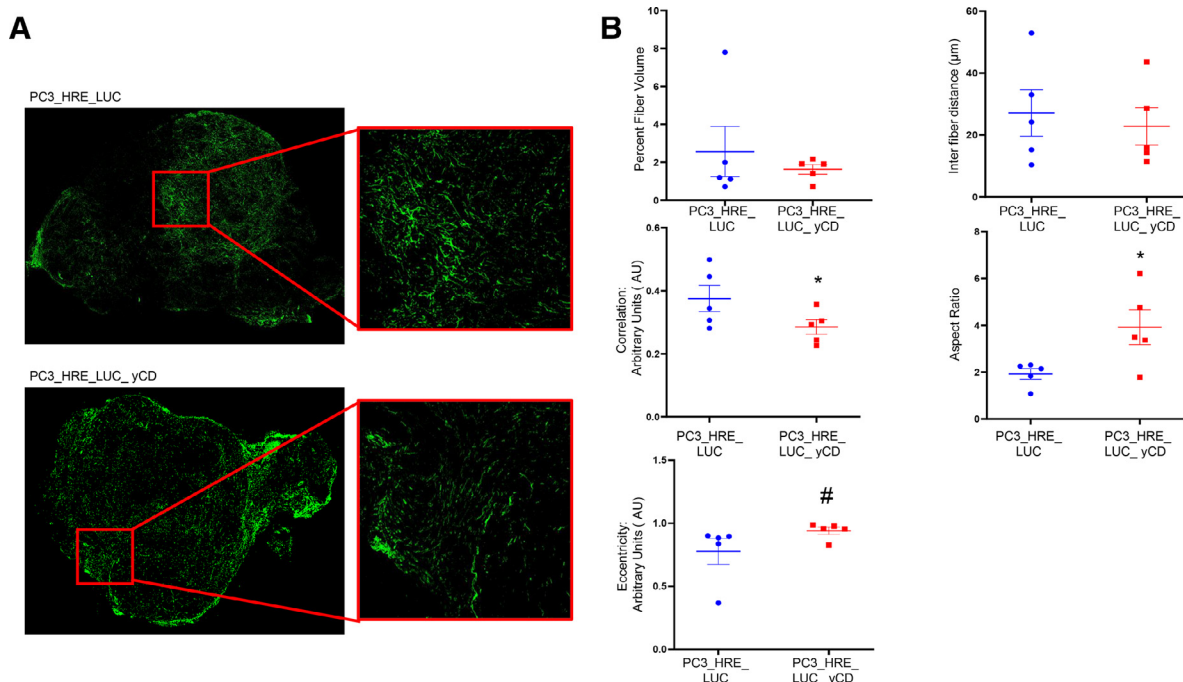 A
B
PC3_HRE_LUC
PC3_HRE_LUC_ yCD
Percent Fiber Volume
10
8
6
4
2
0
PC3_HRE_
LUC
PC3_HRE_
LUC_ yCD
Inter fiber distance (μm)
60
40
20
0
PC3_HRE_
LUC
PC3_HRE_
LUC_ yCD
Correlation:
Arbitrary Units ( AU)
0.6
0.4
0.2
0.0
*
PC3_HRE_
LUC
PC3_HRE_
LUC_ yCD
Aspect Ratio
8
6
4
2
0
*
PC3_HRE_
LUC
PC3_HRE_
LUC_ yCD
Eccentricity:
Arbitrary Units ( AU)
1.5
1.0
0.5
0.0
#
PC3_HRE_
LUC
PC3_HRE_
LUC_ yCD